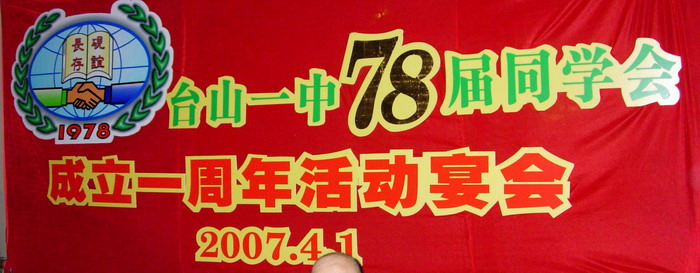 硯誼
長存
1978
台山一中78届同学会
成立一周年活动宴会
2007.4.1